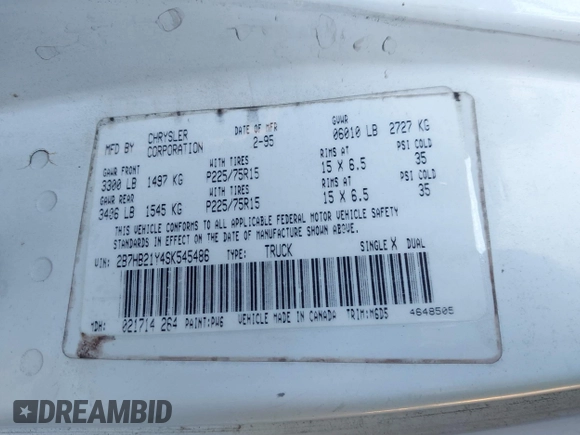 MFD BY CHRYSLER CORPORATION DATE OF MFR 2-95 GVWR 06010 LB 2727 KG
GAWR FRONT WITH TIRES RIMS AT PSI COLD
3300 LB 1497 KG P225/75R15 15 X 6.5 35
GAWR REAR WITH TIRES RIMS AT PSI COLD
3406 LB 1545 KG P225/75R15 15 X 6.5 35
THIS VEHICLE CONFORMS TO ALL APPLICABLE FEDERAL MOTOR VEHICLE SAFETY
STANDARDS IN EFFECT ON THE DATE OF MANUFACTURE SHOWN ABOVE.
VIN: 2B7HB21Y4SK545486 TYPE: TRUCK SINGLE X DUAL
MDH: 021714 264 PAINT: PW6 VEHICLE MADE IN CANADA TRIM: M6D5 4648505
DREAMBID